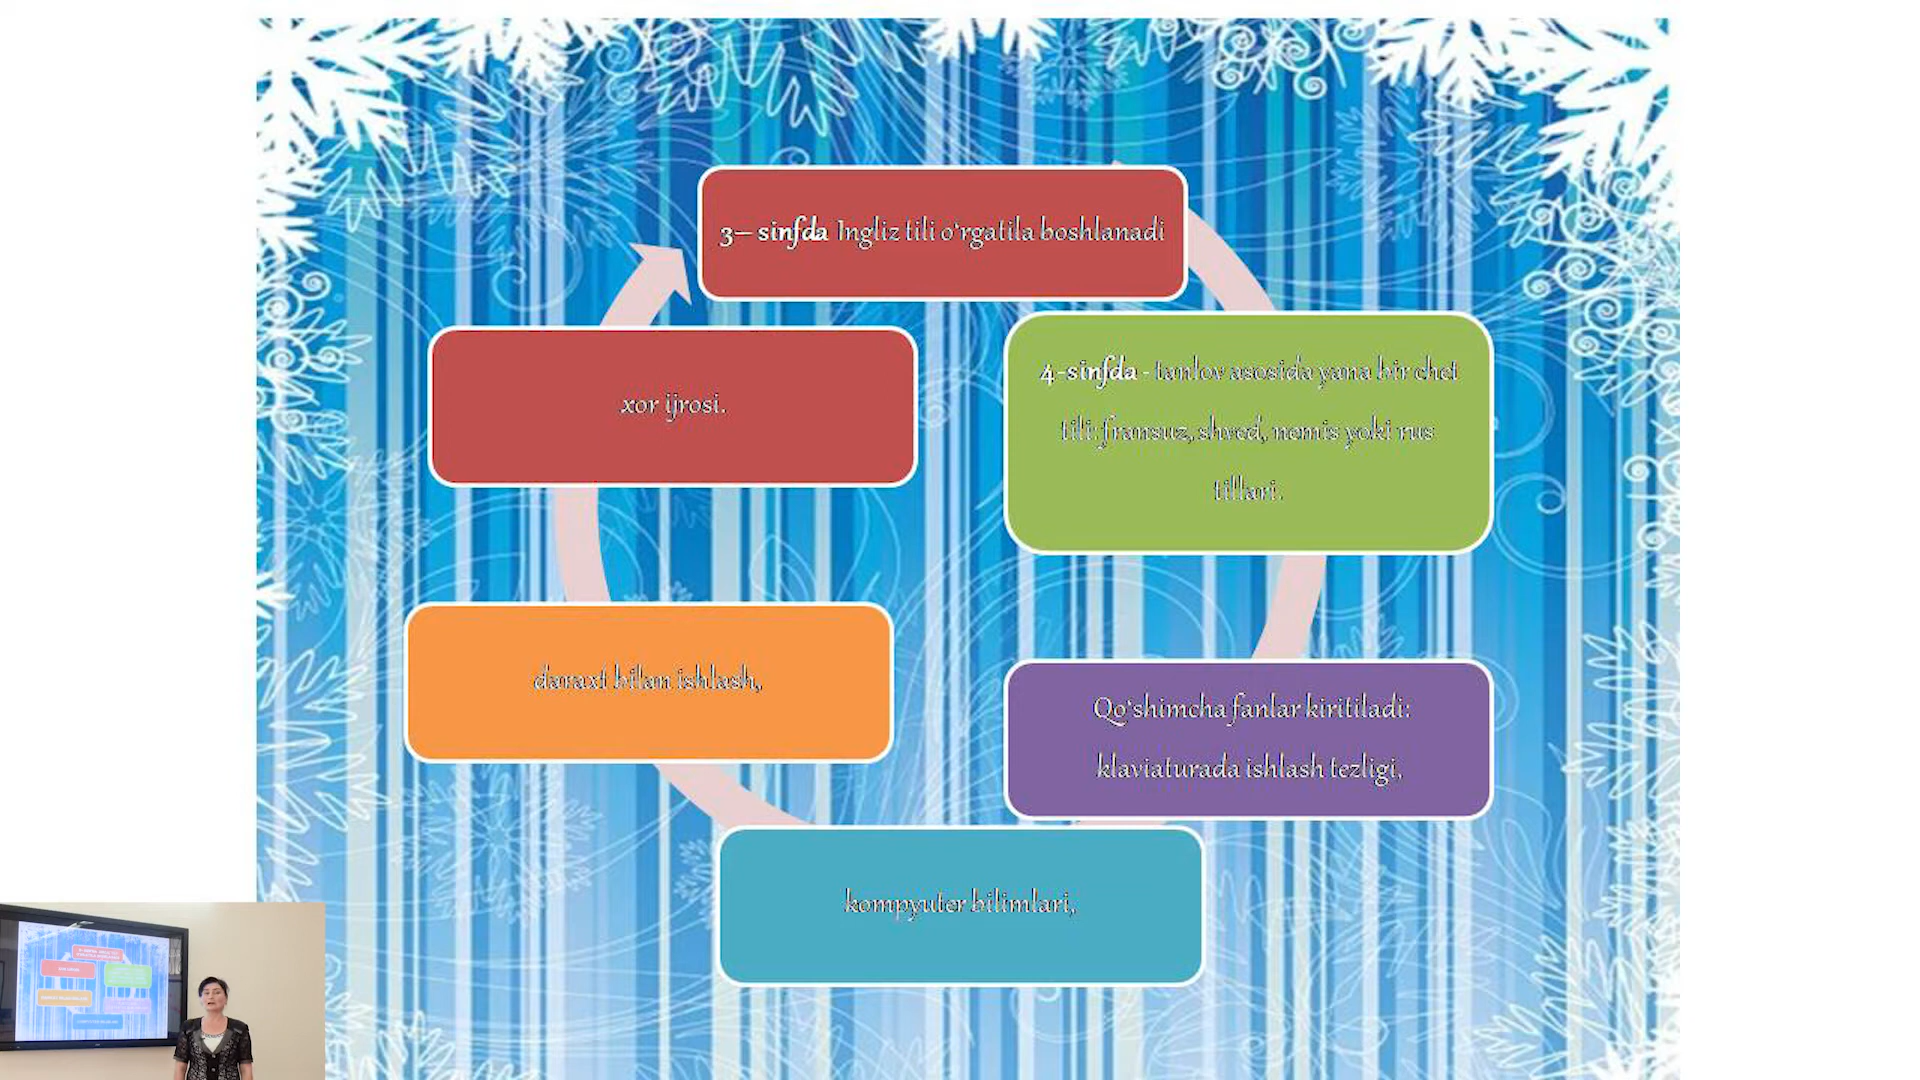 3– sinfda Ingliz tili o‘rgatila boshlanadi
4-sinfda - tanlov asosida yana bir chet
tili: fransuz, shved, nemis yoki rus
tillari.
Qo‘shimcha fanlar kiritiladi:
klaviaturada ishlash tezligi,
kompyuter bilimlari,
daraxt bilan ishlash,
xor ijrosi.